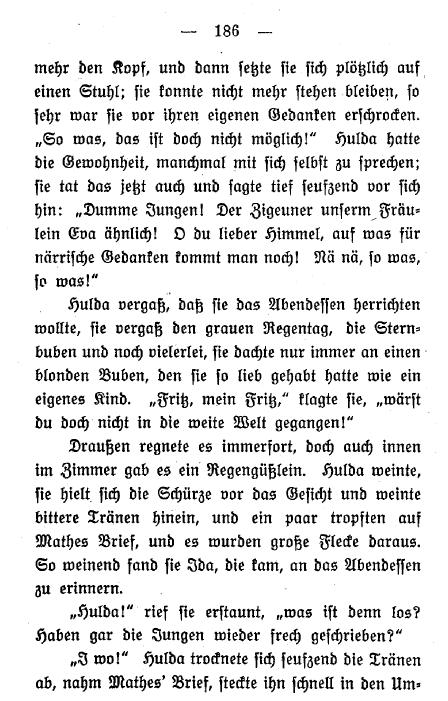 — 186 —
mehr den Kopf, und dann setzte sie sich plötzlich auf
einen Stuhl; sie konnte nicht mehr stehen bleiben, so
sehr war sie vor ihren eigenen Gedanken erschrocken.
„So was, das ist doch nicht möglich!“ Hulda hatte
die Gewohnheit, manchmal mit sich selbst zu sprechen;
sie tat das jetzt auch und sagte tief seufzend vor sich
hin: „Dumme Jungen! Der Zigeuner unserm Fräu-
lein Eva ähnlich! O du lieber Himmel, auf was für
närrische Gedanken kommt man noch! Nä nä, so was,
so was!“
Hulda vergaß, daß sie das Abendessen herrichten
wollte, sie vergaß den grauen Regentag, die Stern-
buben und noch vielerlei, sie dachte nur immer an einen
blonden Buben, den sie so lieb gehabt hatte wie ein
eigenes Kind. „Fritz, mein Fritz,“ klagte sie, „wärst
du doch nicht in die weite Welt gegangen!“
Draußen regnete es immerfort, doch auch innen
im Zimmer gab es ein Regengüßlein. Hulda weinte,
sie hielt sich die Schürze vor das Gesicht und weinte
bittere Tränen hinein, und ein paar tropften auf
Mathes Brief, und es wurden große Flecke daraus.
So weinend fand sie Ida, die kam, an das Abendessen
zu erinnern.
„Hulda!“ rief sie erstaunt, „was ist denn los?
Haben gar die Jungen wieder frech geschrieben?“
„I wo!“ Hulda trocknete sich seufzend die Tränen
ab, nahm Mathes’ Brief, steckte ihn schnell in den Um-